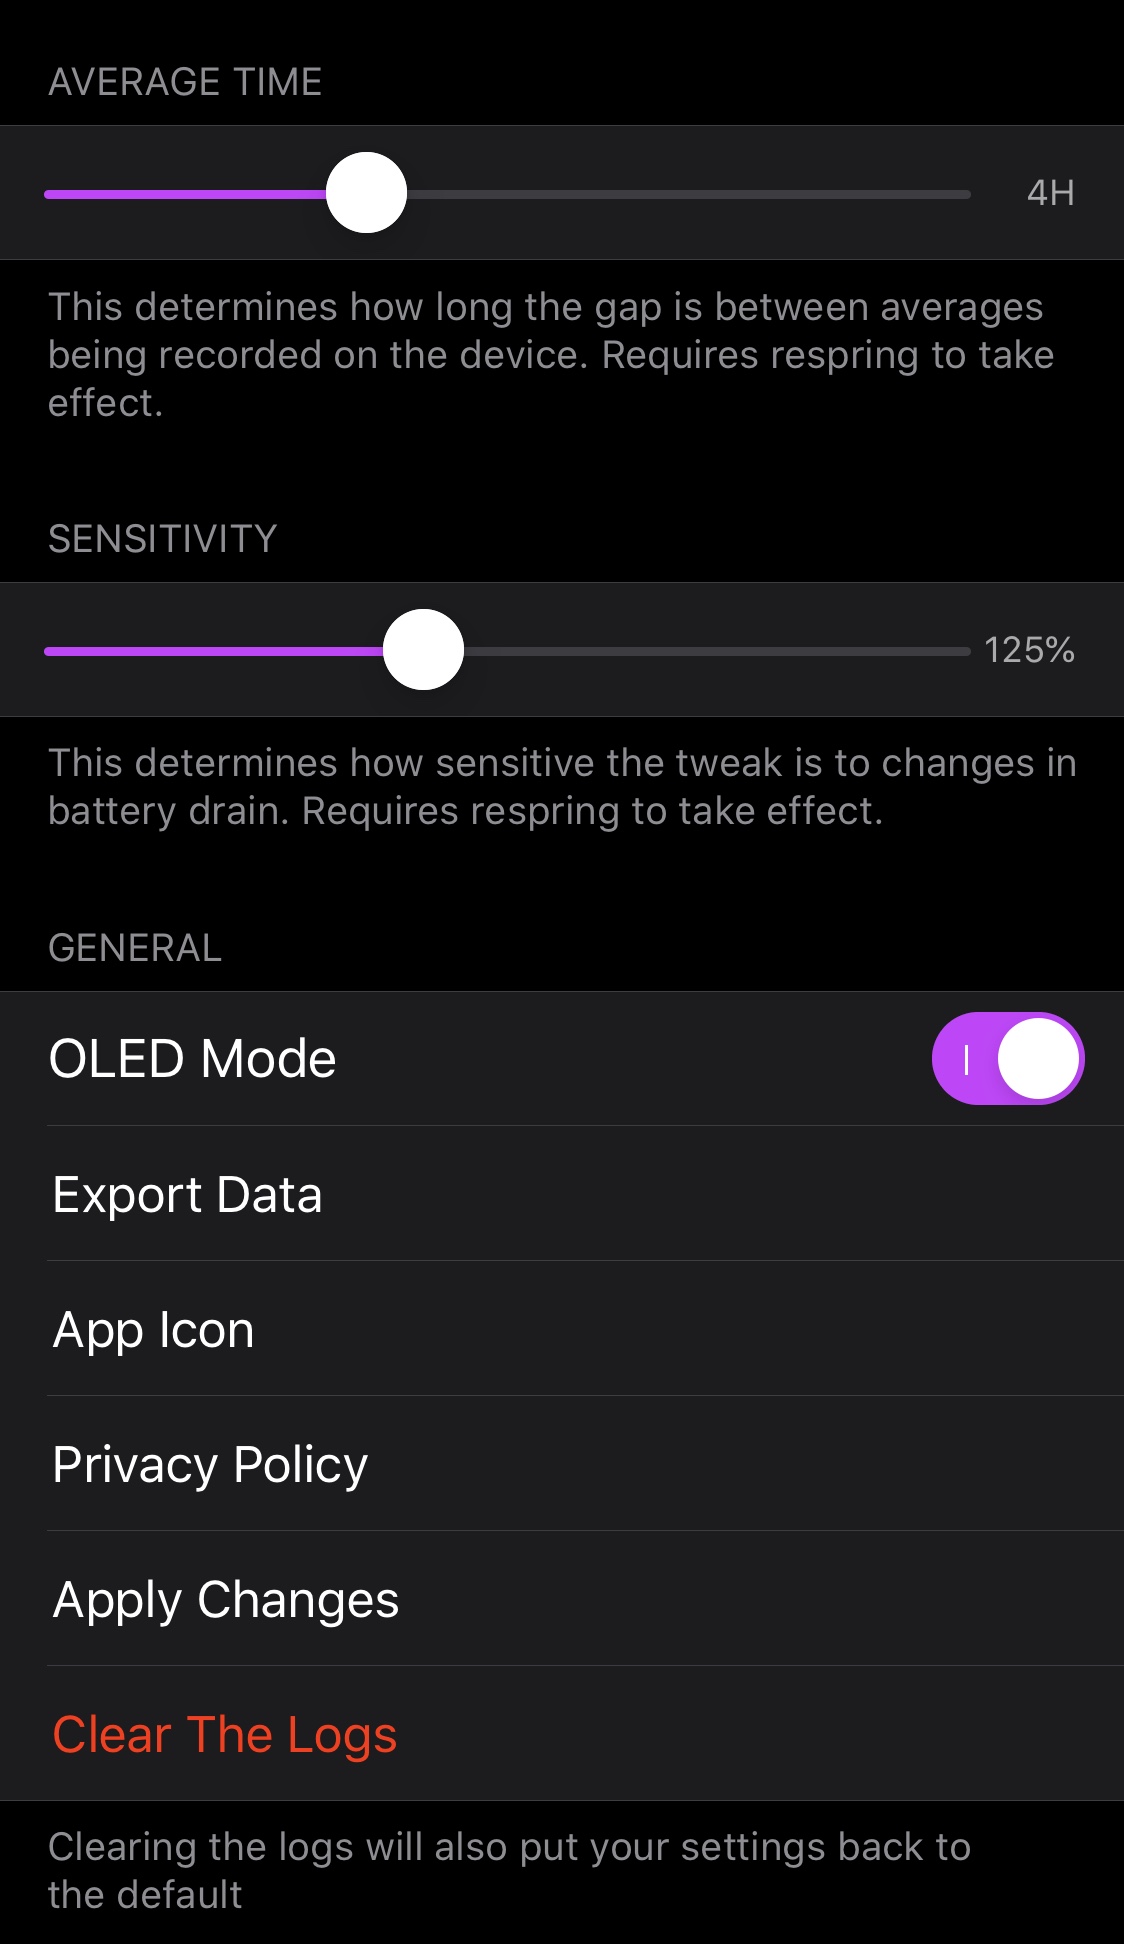 AVERAGE TIME
4H
This determines how long the gap is between averages
being recorded on the device. Requires respring to take
effect.
SENSITIVITY
125%
This determines how sensitive the tweak is to changes in
battery drain. Requires respring to take effect.
GENERAL
OLED Mode
Export Data
App Icon
Privacy Policy
Apply Changes
Clear The Logs
Clearing the logs will also put your settings back to
the default